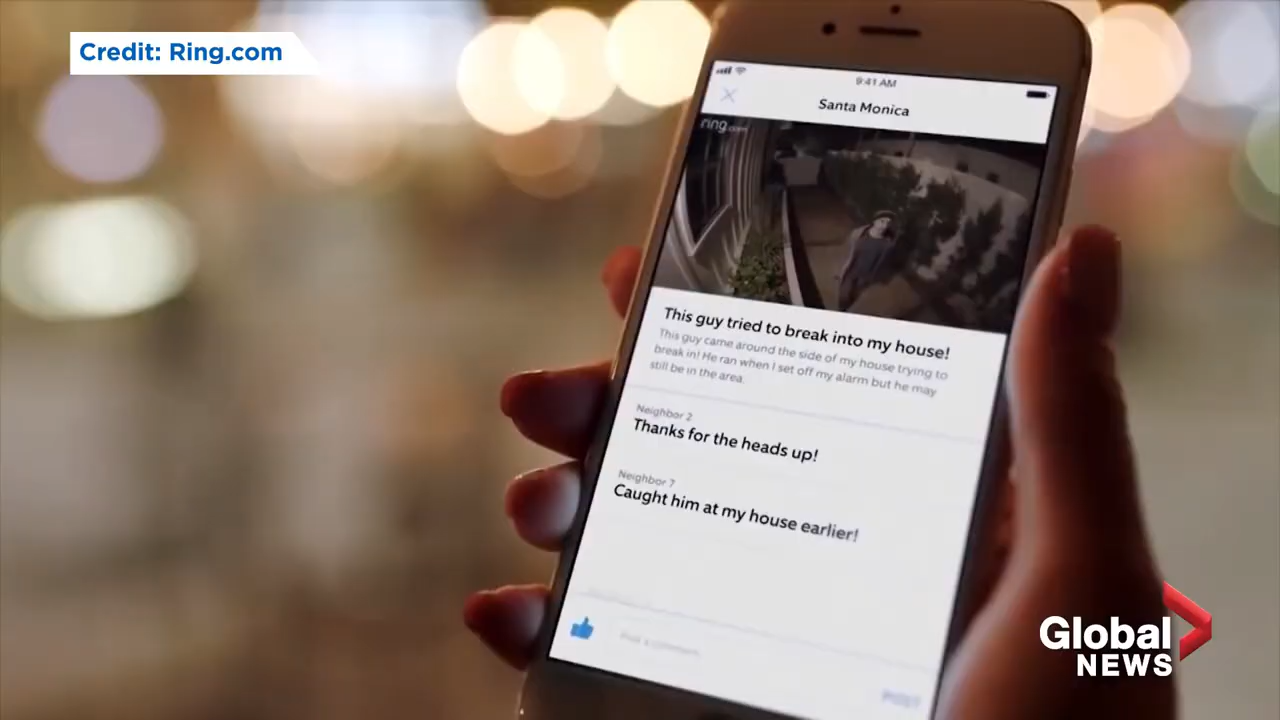 Credit: Ring.com
9:41 AM
Santa Monica
ring.com
This guy tried to break into my house!
This guy came around the side of my house trying to
break in! He ran when I set off my alarm but he may
still be in the area.
Neighbor 2
Thanks for the heads up!
Neighbor 7
Caught him at my house earlier!
Post a comment
POST
Global
NEWS